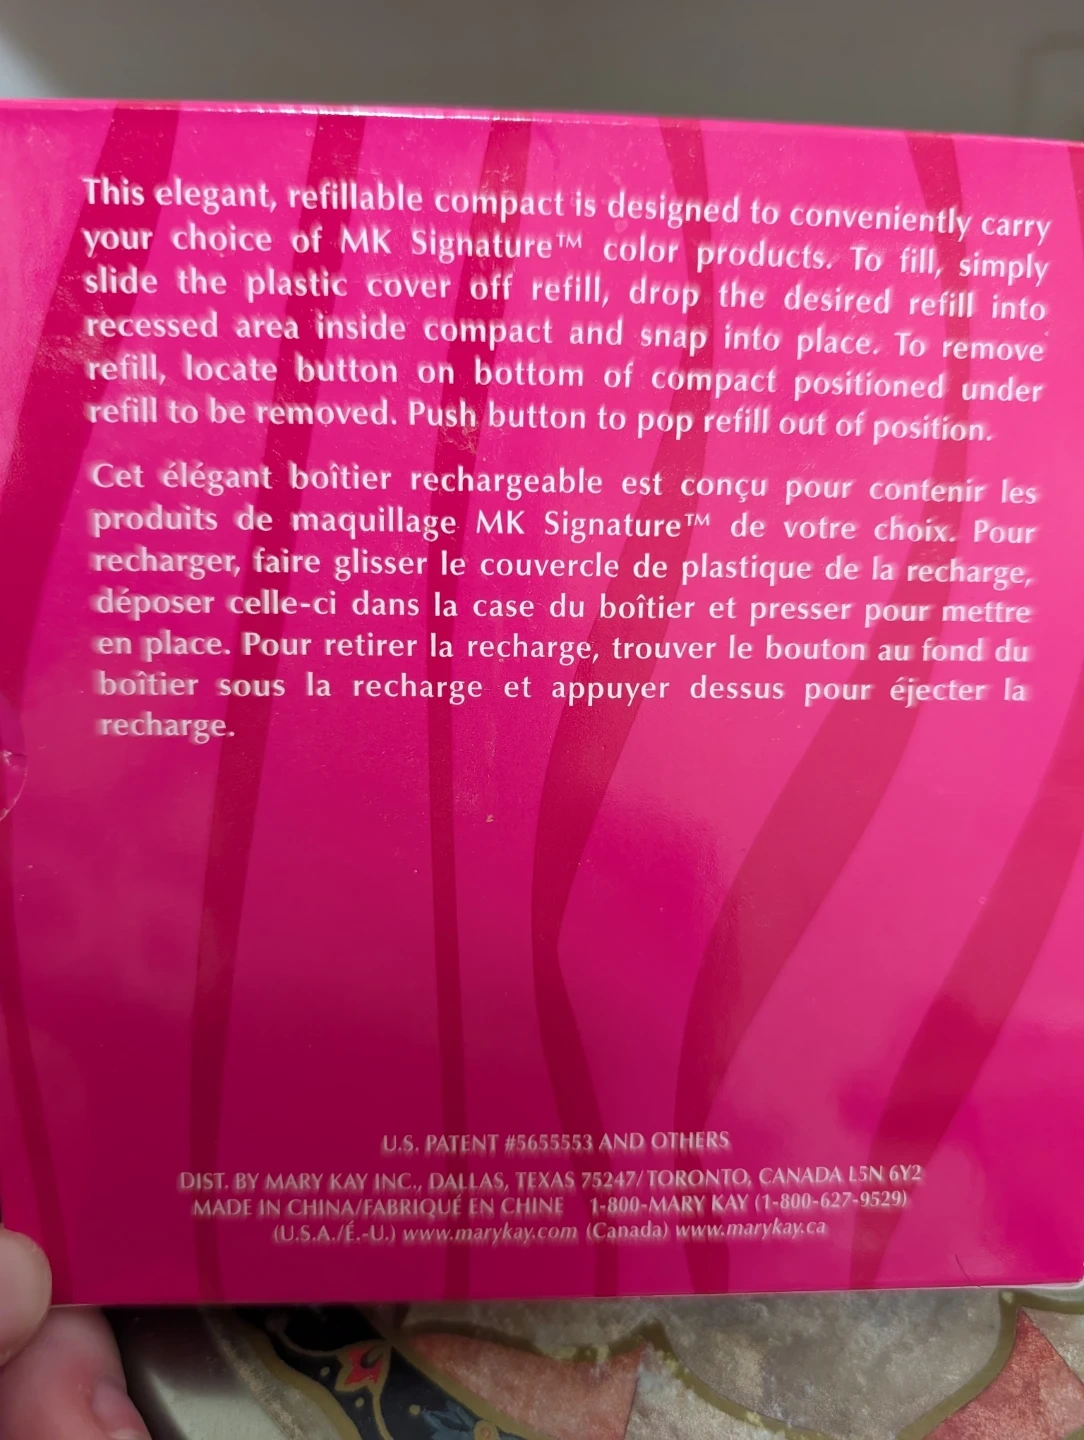 This elegant, refillable compact is designed to conveniently carry
your choice of MK Signature™ color products. To fill, simply
slide the plastic cover off refill, drop the desired refill into
recessed area inside compact and snap into place. To remove
refill, locate button on bottom of compact positioned under
refill to be removed. Push button to pop refill out of position.
Cet élégant boîtier rechargeable est conçu pour contenir les
produits de maquillage MK Signature™ de votre choix. Pour
recharger, faire glisser le couvercle de plastique de la recharge,
déposer celle-ci dans la case du boîtier et presser pour mettre
en place. Pour retirer la recharge, trouver le bouton au fond du
boîtier sous la recharge et appuyer dessus pour éjecter la
recharge.
U.S. PATENT #5655553 AND OTHERS
DIST. BY MARY KAY INC., DALLAS, TEXAS 75247/TORONTO, CANADA L5N 6Y2
MADE IN CHINA/FABRIQUÉ EN CHINE 1-800-MARY KAY (1-800-627-9529)
(U.S.A./É.-U.) www.marykay.com (Canada) www.marykay.ca